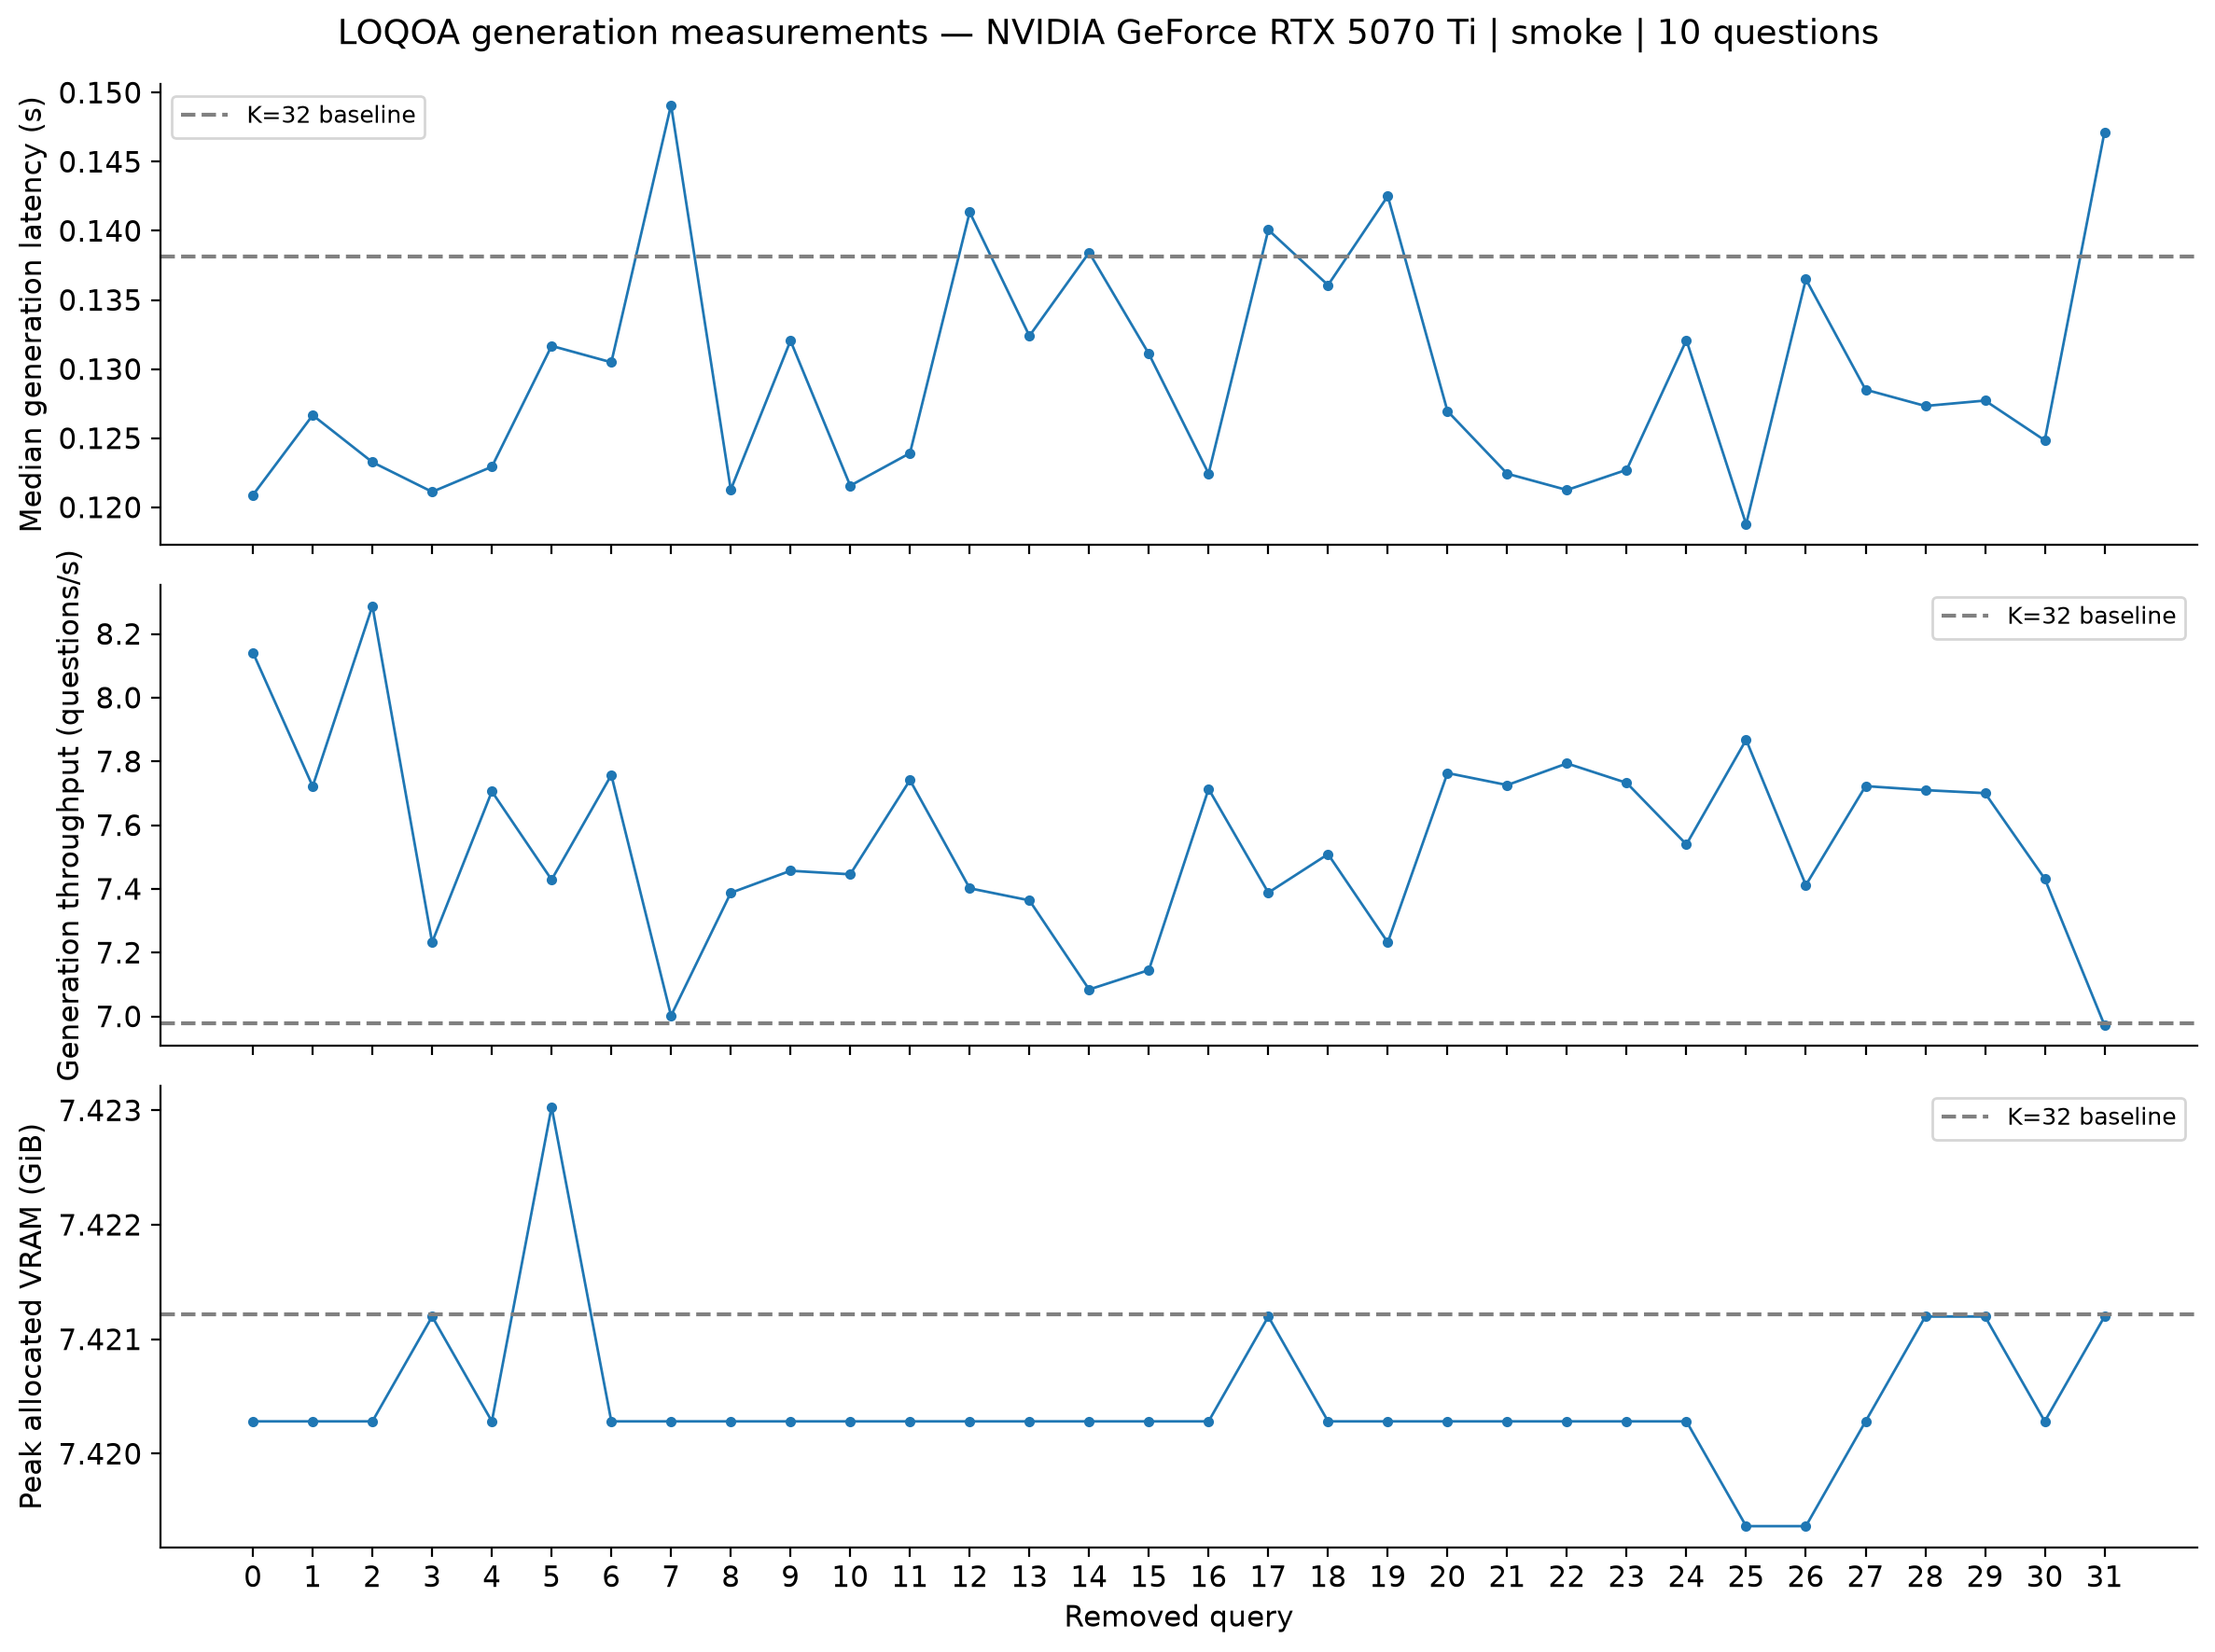 LOQOA generation measurements — NVIDIA GeForce RTX 5070 Ti | smoke | 10 questions
Median generation latency (s)
0.150
0.145
0.140
0.135
0.130
0.125
0.120
K=32 baseline
Generation throughput (questions/s)
8.2
8.0
7.8
7.6
7.4
7.2
7.0
K=32 baseline
Peak allocated VRAM (GiB)
7.423
7.422
7.421
7.420
K=32 baseline
0 1 2 3 4 5 6 7 8 9 10 11 12 13 14 15 16 17 18 19 20 21 22 23 24 25 26 27 28 29 30 31
Removed query